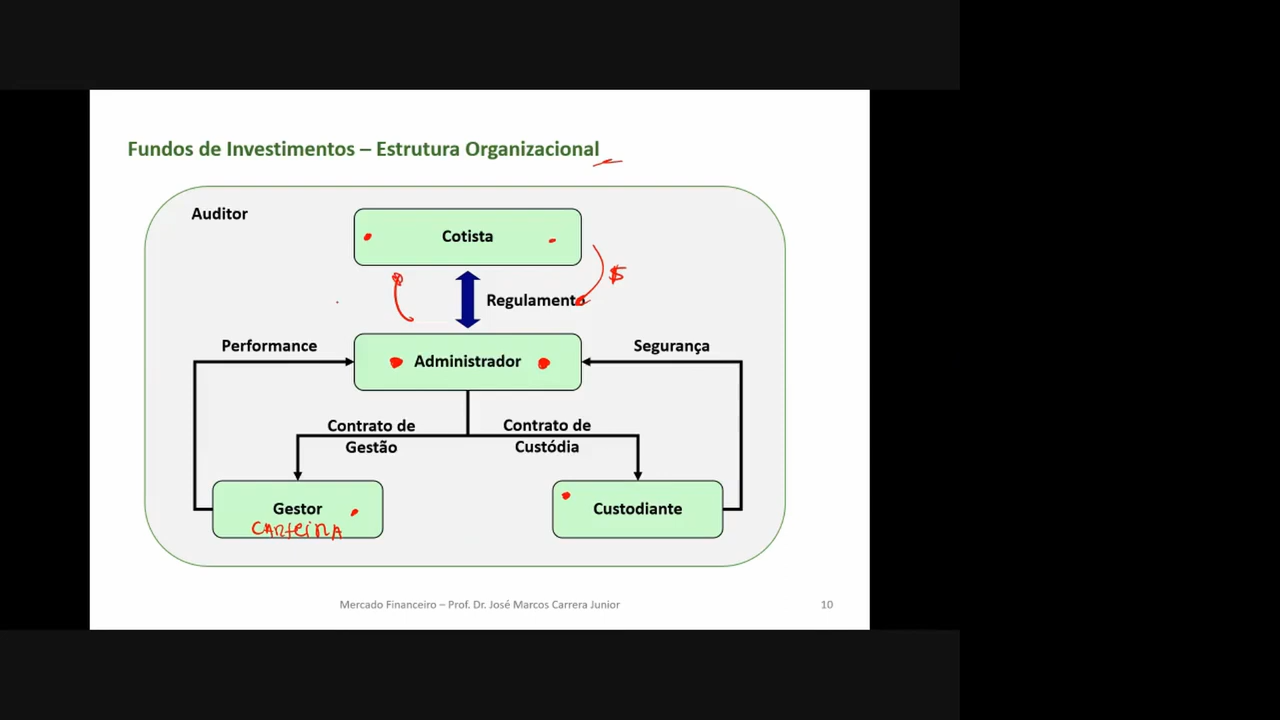 Fundos de Investimentos – Estrutura Organizacional
Auditor
Cotista
$
Regulamento
Performance
Segurança
Administrador
Contrato de
Gestão
Contrato de
Custódia
Gestor
CARTEIRA
Custodiante
Mercado Financeiro – Prof. Dr. José Marcos Carrera Junior
10